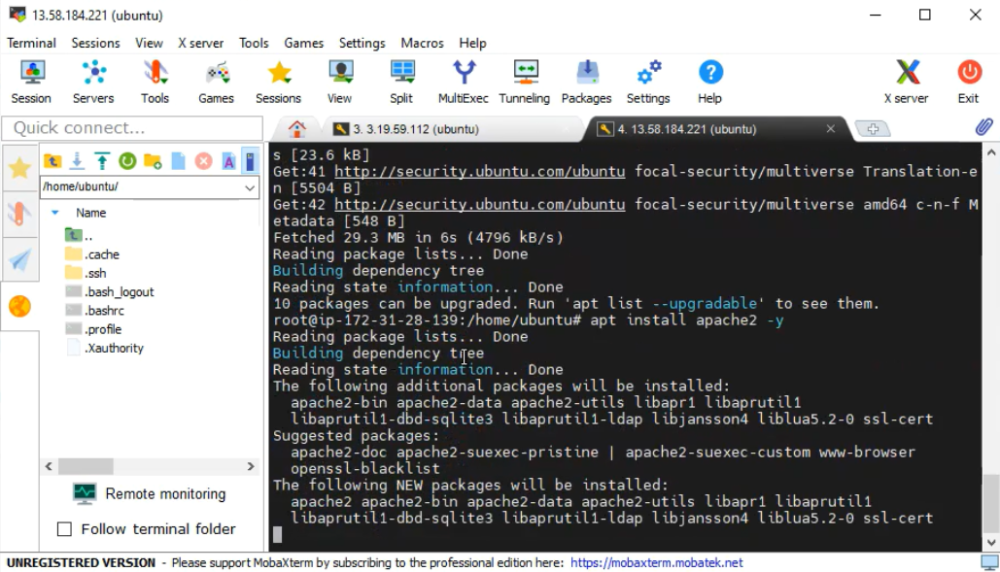 13.58.184.221 (ubuntu)
Terminal Sessions View X server Tools Games Settings Macros Help
Session Servers Tools Games Sessions View Split MultiExec Tunneling Packages Settings Help X server Exit
Quick connect...
3. 3.19.59.112 (ubuntu)
4. 13.58.184.221 (ubuntu)
/home/ubuntu/
Name
..
.cache
.ssh
.bash_logout
.bashrc
.profile
.Xauthority
Remote monitoring
Follow terminal folder
s [23.6 kB]
Get:41 http://security.ubuntu.com/ubuntu focal-security/multiverse Translation-e
n [5504 B]
Get:42 http://security.ubuntu.com/ubuntu focal-security/multiverse amd64 c-n-f M
etadata [548 B]
Fetched 29.3 MB in 6s (4796 kB/s)
Reading package lists... Done
Building dependency tree
Reading state information... Done
10 packages can be upgraded. Run 'apt list --upgradable' to see them.
root@ip-172-31-28-139:/home/ubuntu# apt install apache2 -y
Reading package lists... Done
Building dependency tree
Reading state information... Done
The following additional packages will be installed:
apache2-bin apache2-data apache2-utils libapr1 libaprutil1
libaprutil1-dbd-sqlite3 libaprutil1-ldap libjansson4 liblua5.2-0 ssl-cert
Suggested packages:
apache2-doc apache2-suexec-pristine | apache2-suexec-custom www-browser
openssl-blacklist
The following NEW packages will be installed:
apache2 apache2-bin apache2-data apache2-utils libapr1 libaprutil1
libaprutil1-dbd-sqlite3 libaprutil1-ldap libjansson4 liblua5.2-0 ssl-cert
UNREGISTERED VERSION - Please support MobaXterm by subscribing to the professional edition here: https://mobaxterm.mobatek.net